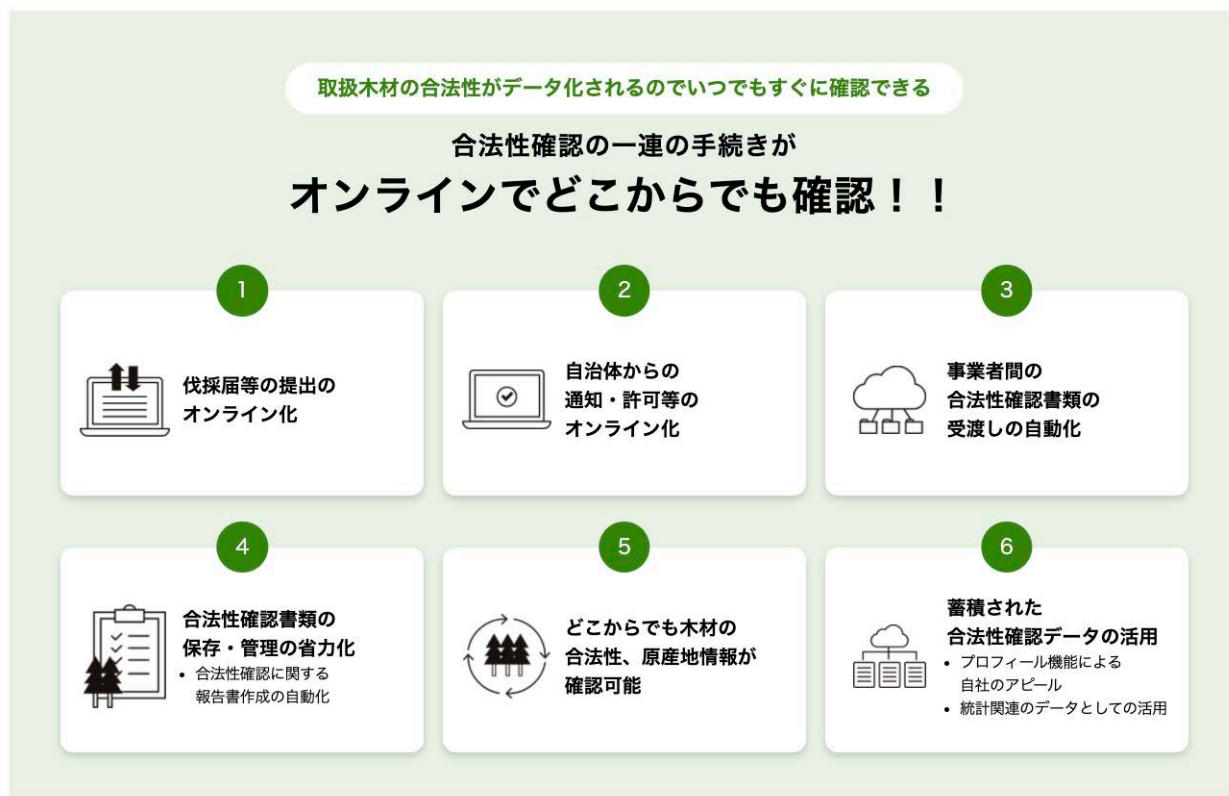 取扱木材の合法性がデータ化されるのでいつでもすぐに確認できる
合法性確認の一連の手続きが
オンラインでどこからでも確認！！
1
伐採届等の提出の
オンライン化
2
自治体からの
通知・許可等の
オンライン化
3
事業者間の
合法性確認書類の
受渡しの自動化
4
合法性確認書類の
保存・管理の省力化
• 合法性確認に関する
報告書作成の自動化
5
どこからでも木材の
合法性、原産地情報が
確認可能
6
蓄積された
合法性確認データの活用
• プロフィール機能による
自社のアピール
• 統計関連のデータとしての活用